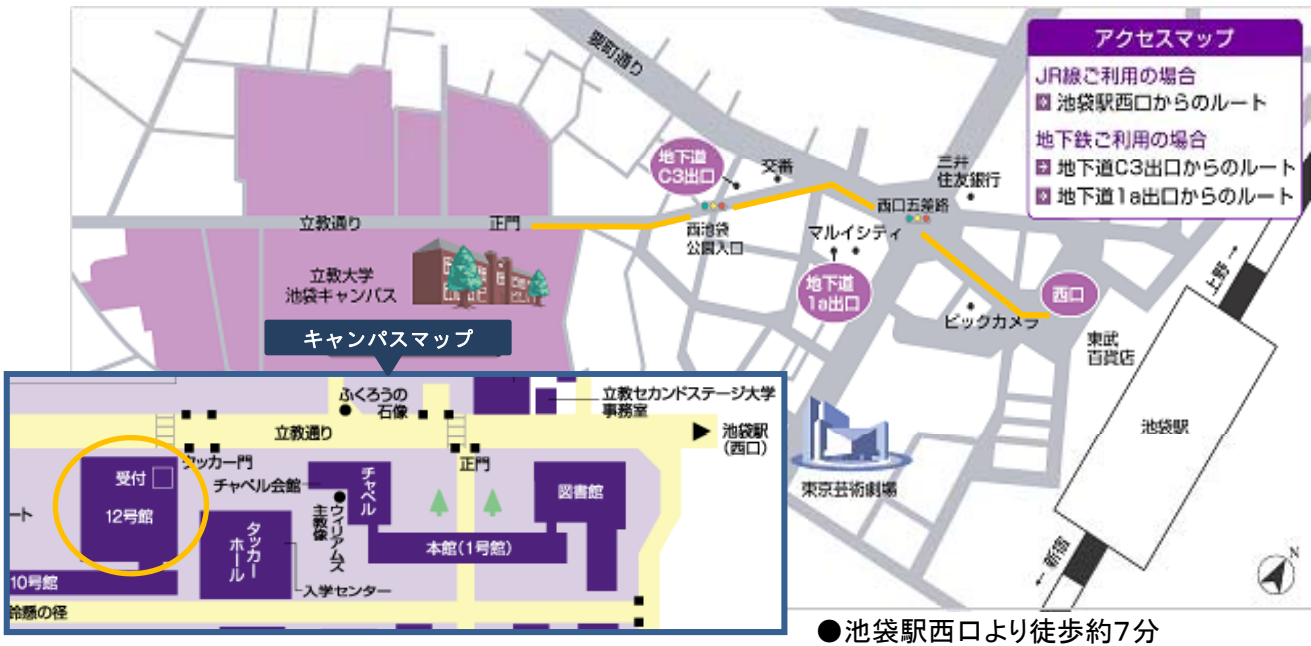 アクセスマップ
JR線ご利用の場合
池袋駅西口からのルート
地下鉄ご利用の場合
地下道C3出口からのルート
地下道1a出口からのルート
要町通り
地下道
C3出口
交番
三井
住友銀行
西口五差路
立教通り
正門
西池袋
公園入口
マルイシティ
地下道
1a出口
西口
ビックカメラ
東武
百貨店
上野→
立教大学
池袋キャンパス
池袋駅
東京芸術劇場
←新宿
N
キャンパスマップ
ふくろうの
石像
立教セカンドステージ大学
事務室
立教通り
池袋駅
(西口)
タッカー門
正門
受付
チャペル会館
チャペル
図書館
12号館
ウィリアムズ
主教像
ート
タッカー
ホール
本館(1号館)
10号館
入学センター
鈴懸の径
●池袋駅西口より徒歩約7分